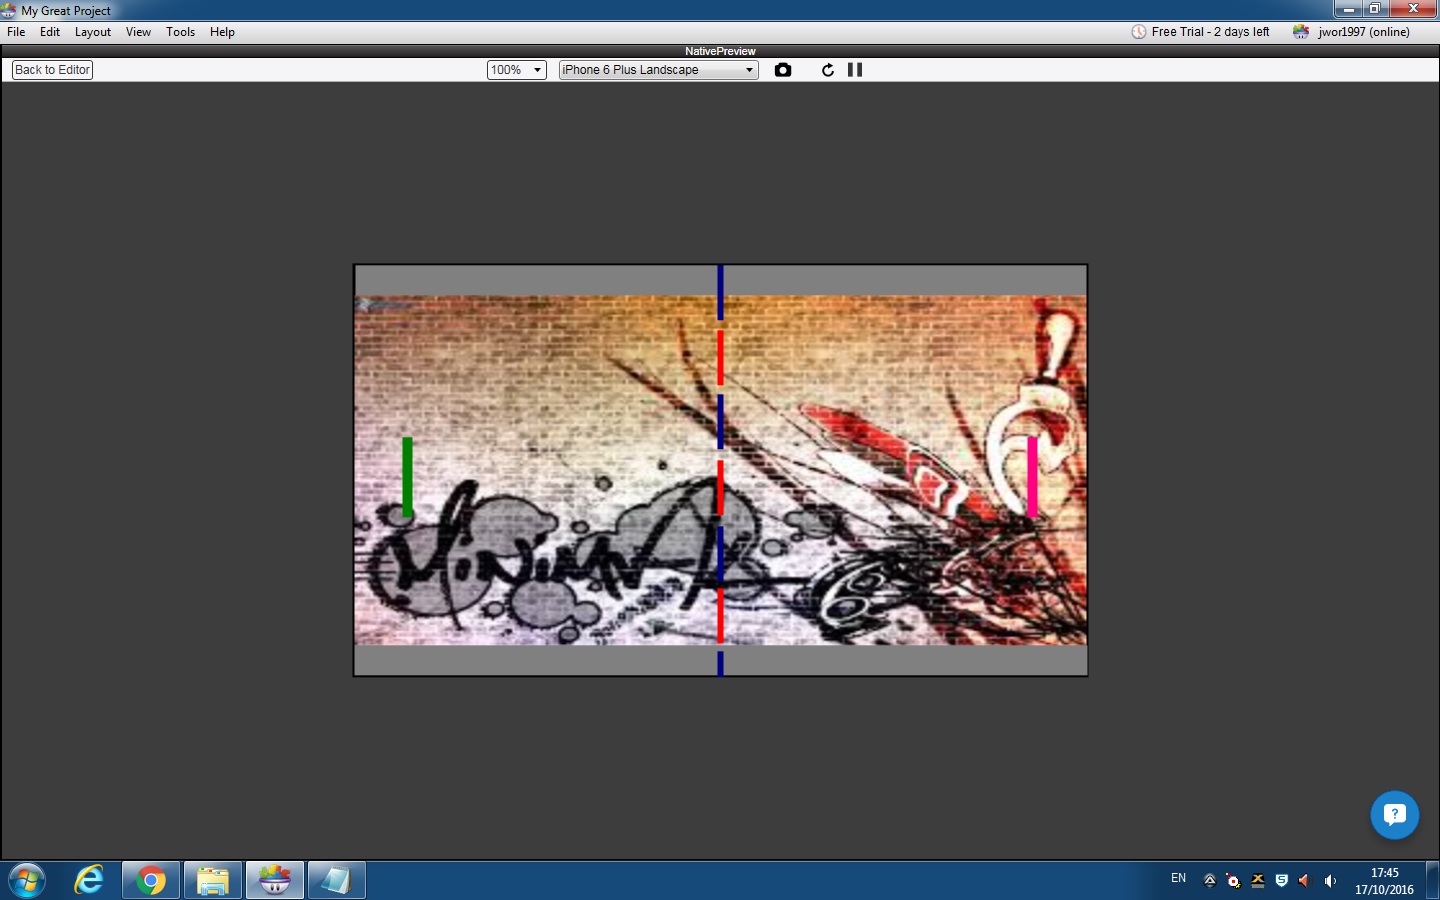 My Great Project
File Edit Layout View Tools Help
Free Trial - 2 days left
jwor1997 (online)
NativePreview
Back to Editor
100%
iPhone 6 Plus Landscape
EN
17:45
17/10/2016